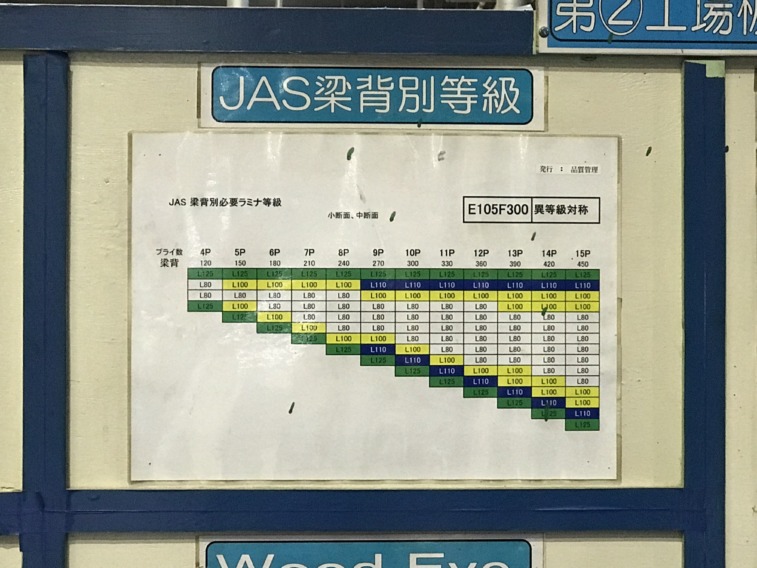 第②工場
JAS梁背別等級
発行 : 品質管理
JAS 梁背別必要ラミナ等級
小断面、中断面
E105F300 異等級対称
プライ数 4P 5P 6P 7P 8P 9P 10P 11P 12P 13P 14P 15P
梁背 120 150 180 210 240 270 300 330 360 390 420 450
L125 L125 L125 L125 L125 L125 L125 L125 L125 L125 L125 L125
L80 L100 L100 L100 L100 L110 L110 L110 L110 L110 L110 L110
L80 L80 L80 L80 L80 L100 L100 L100 L100 L100 L100 L100
L125 L100 L80 L80 L80 L80 L80 L80 L80 L100 L100 L100
L125 L100 L80 L80 L80 L80 L80 L80 L80 L80 L80
L125 L100 L80 L80 L80 L80 L80 L80 L80 L80
L125 L100 L100 L80 L80 L80 L80 L80 L80
L125 L110 L100 L80 L80 L80 L80 L80
L125 L110 L100 L80 L80 L80 L80
L125 L110 L100 L100 L80 L80
L125 L110 L100 L100 L80
L125 L110 L100 L100
L125 L110 L100
L125 L110
L125
Wood Eye